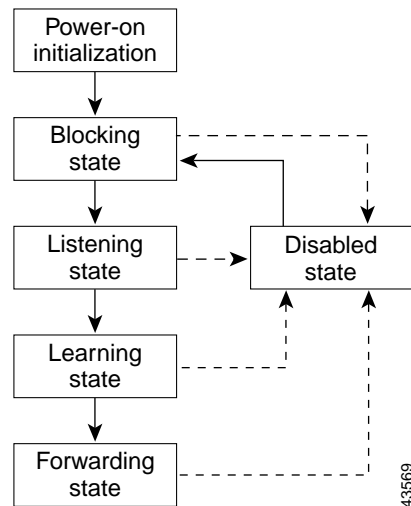 Power-on
initialization
Blocking
state
Listening
state
Disabled
state
Learning
state
Forwarding
state
43569